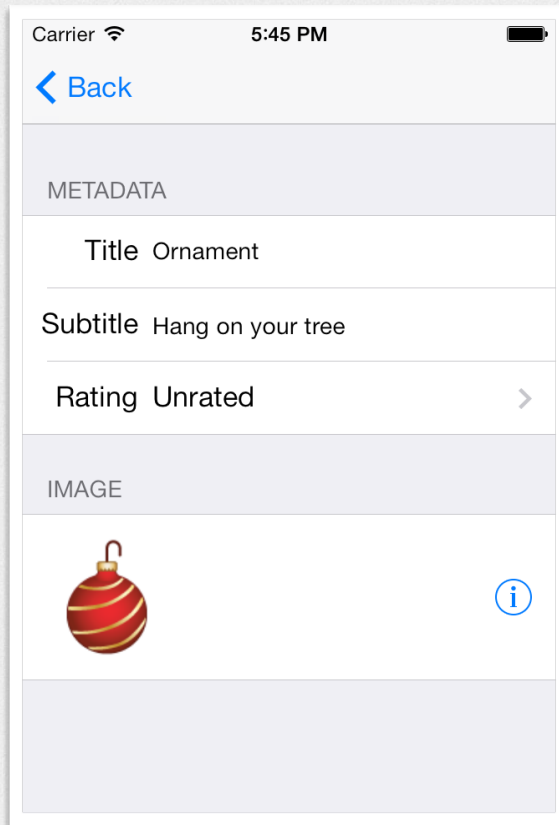 Carrier 5:45 PM
Back
METADATA
Title Ornament
Subtitle Hang on your tree
Rating Unrated
IMAGE
i